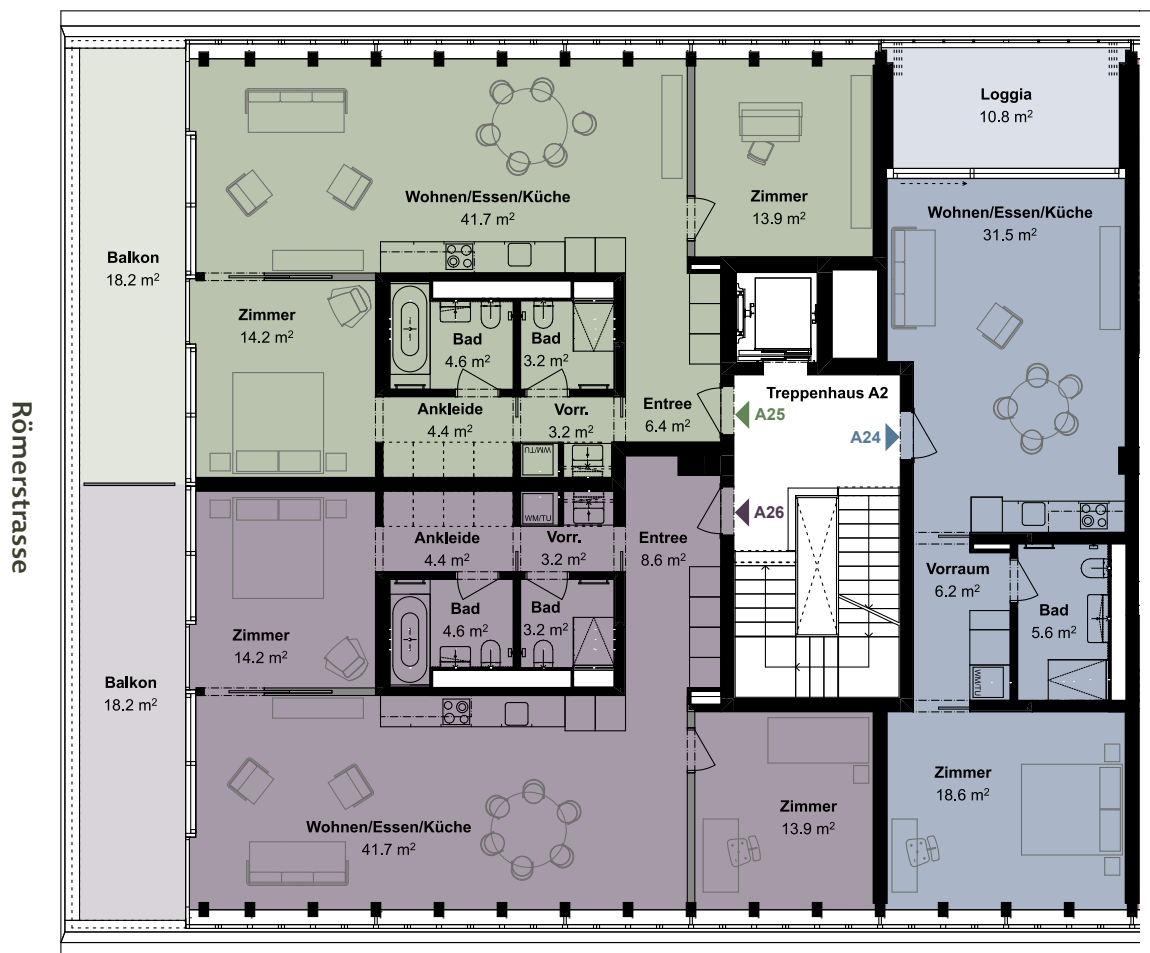 Römerstrasse
Loggia
10.8 m²
Wohnen/Essen/Küche
41.7 m²
Zimmer
13.9 m²
Wohnen/Essen/Küche
31.5 m²
Balkon
18.2 m²
Zimmer
14.2 m²
Bad
4.6 m²
Bad
3.2 m²
Treppenhaus A2
Ankleide
4.4 m²
Vorr.
3.2 m²
Entree
6.4 m²
A25
A24
WM/TU
A26
WM/TU
Ankleide
4.4 m²
Vorr.
3.2 m²
Entree
8.6 m²
Vorraum
6.2 m²
Bad
5.6 m²
Bad
4.6 m²
Bad
3.2 m²
Zimmer
14.2 m²
WM/TU
Balkon
18.2 m²
Zimmer
18.6 m²
Wohnen/Essen/Küche
41.7 m²
Zimmer
13.9 m²